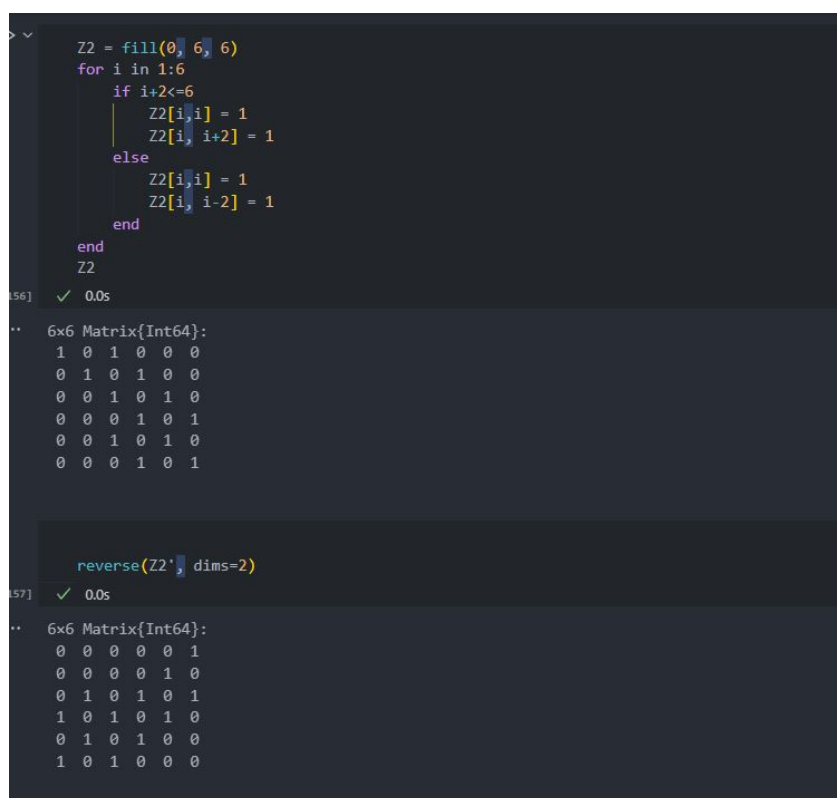 Z2 = fill(0, 6, 6)
for i in 1:6
    if i+2<=6
        Z2[i,i] = 1
        Z2[i, i+2] = 1
    else
        Z2[i,i] = 1
        Z2[i, i-2] = 1
    end
end
Z2
156] ✓ 0.0s
6×6 Matrix{Int64}:
1 0 1 0 0 0
0 1 0 1 0 0
0 0 1 0 1 0
0 0 0 1 0 1
0 0 1 0 1 0
0 0 0 1 0 1
reverse(Z2', dims=2)
157] ✓ 0.0s
6×6 Matrix{Int64}:
0 0 0 0 0 1
0 0 0 0 1 0
0 1 0 1 0 1
1 0 1 0 1 0
0 1 0 1 0 0
1 0 1 0 0 0